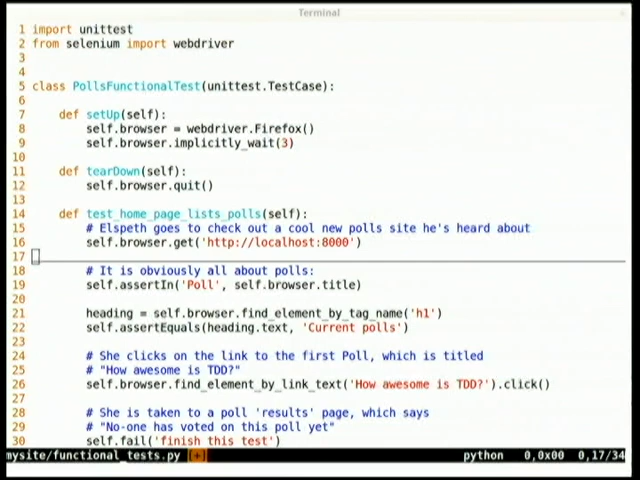 Terminal
1 import unittest
2 from selenium import webdriver
3
4
5 class PollsFunctionalTest(unittest.TestCase):
6
7     def setUp(self):
8         self.browser = webdriver.Firefox()
9         self.browser.implicitly_wait(3)
10
11     def tearDown(self):
12         self.browser.quit()
13
14     def test_home_page_lists_polls(self):
15         # Elspeth goes to check out a cool new polls site he's heard about
16         self.browser.get('http://localhost:8000')
17
18         # It is obviously all about polls:
19         self.assertIn('Poll', self.browser.title)
20
21         heading = self.browser.find_element_by_tag_name('h1')
22         self.assertEquals(heading.text, 'Current polls')
23
24         # She clicks on the link to the first Poll, which is titled
25         # "How awesome is TDD?"
26         self.browser.find_element_by_link_text('How awesome is TDD?').click()
27
28         # She is taken to a poll 'results' page, which says
29         # "No-one has voted on this poll yet"
30         self.fail('finish this test')
mysite/functional_tests.py [+] python 0,0x00 0,17/34